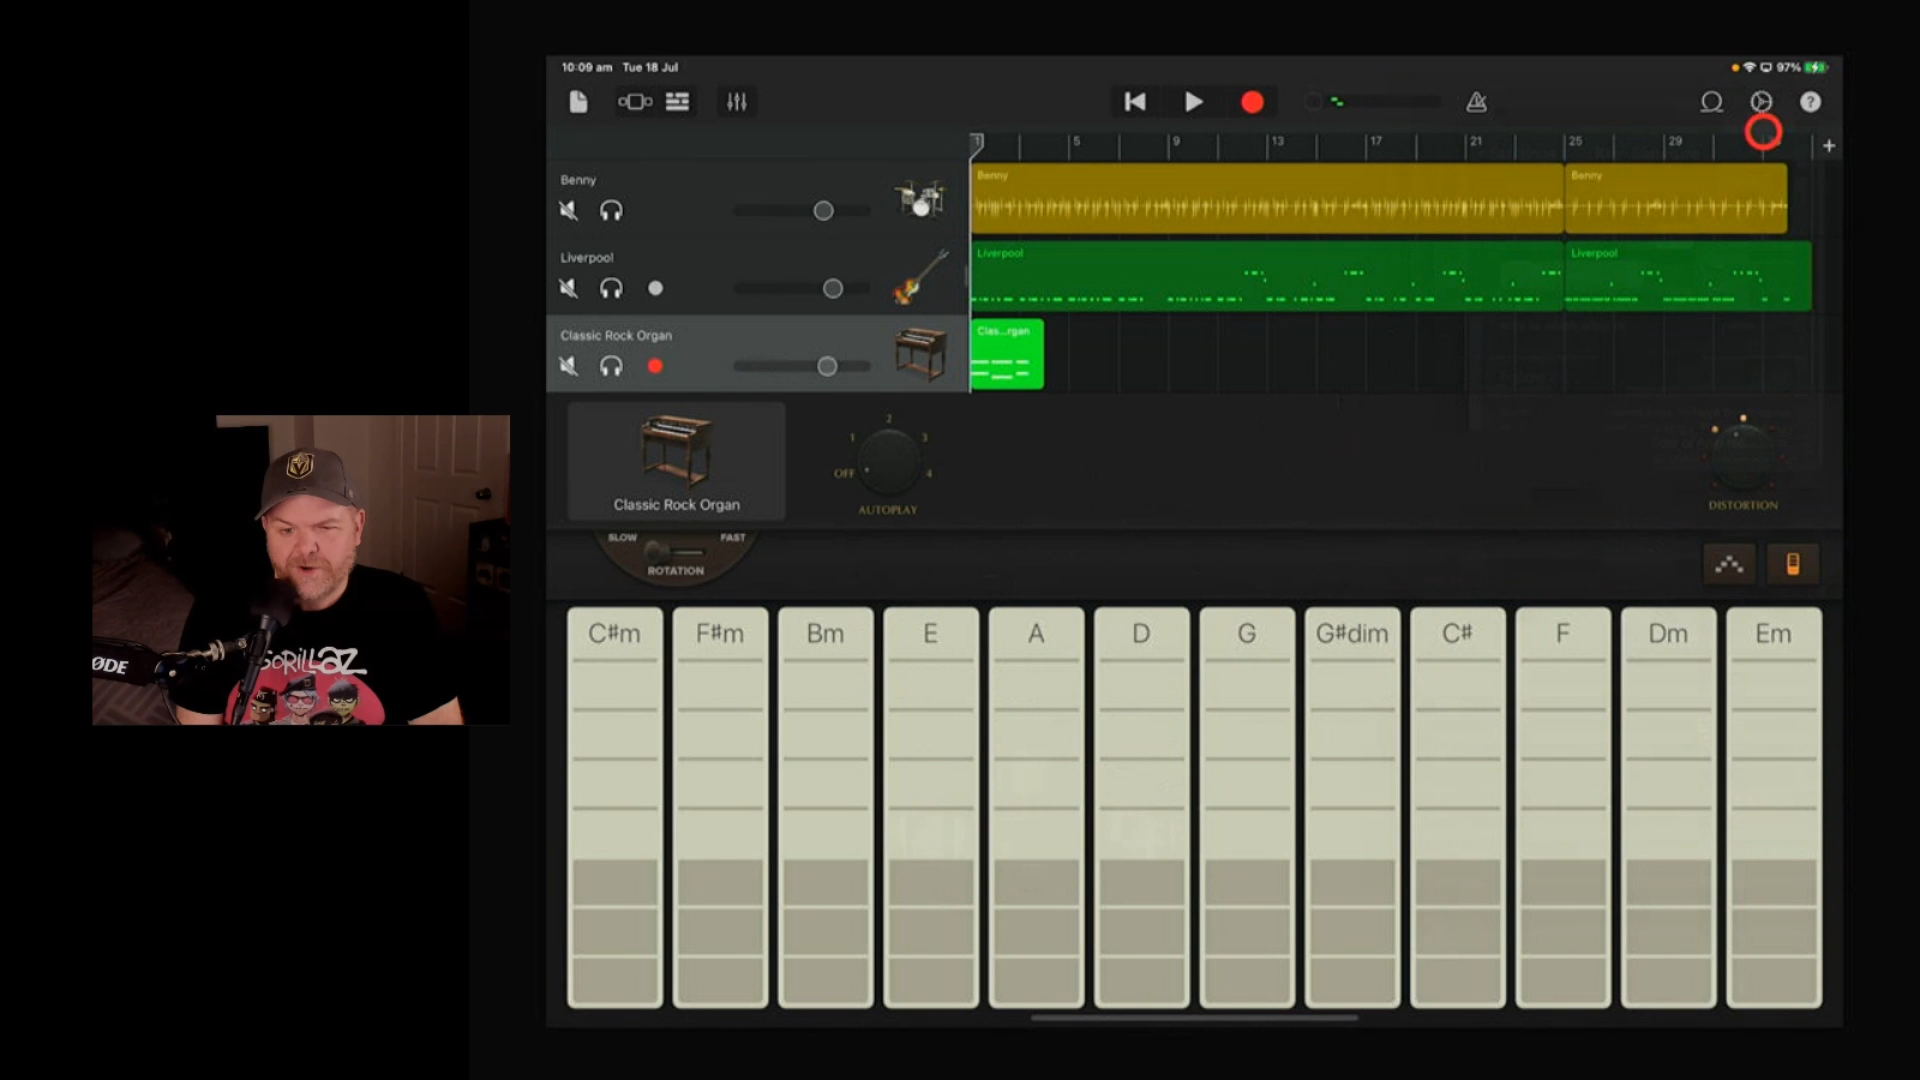 10:09 am Tue 18 Jul
97%
?
1 5 9 13 17 21 25 29
+
Benny
Benny
Benny
Liverpool
Liverpool
Liverpool
Classic Rock Organ
Clas...rgan
Classic Rock Organ
OFF 1 2 3 4
AUTOPLAY
DISTORTION
SLOW FAST
ROTATION
C#m F#m Bm E A D G G#dim C# F Dm Em
GORILLAZ
RØDE